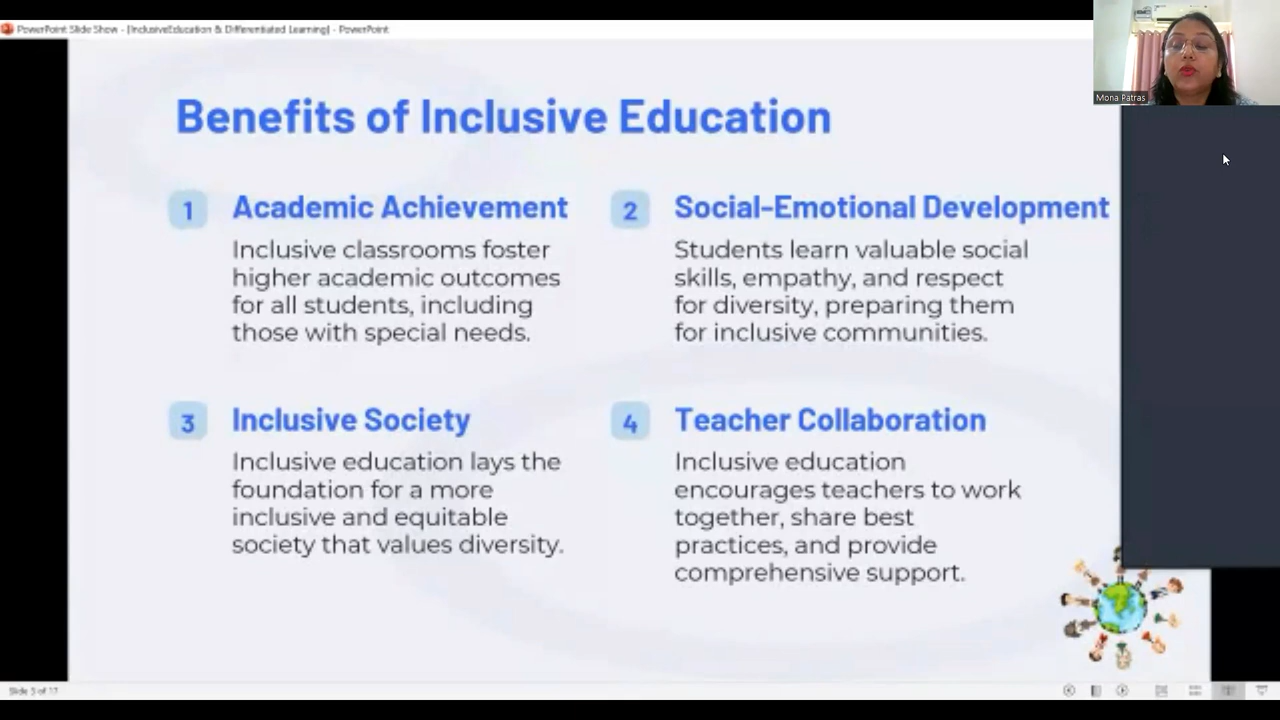 PowerPoint Slide Show - [InclusiveEducation & Differentiated Learning] - PowerPoint
Mona Patras
Benefits of Inclusive Education
1 Academic Achievement
Inclusive classrooms foster
higher academic outcomes
for all students, including
those with special needs.
2 Social-Emotional Development
Students learn valuable social
skills, empathy, and respect
for diversity, preparing them
for inclusive communities.
3 Inclusive Society
Inclusive education lays the
foundation for a more
inclusive and equitable
society that values diversity.
4 Teacher Collaboration
Inclusive education
encourages teachers to work
together, share best
practices, and provide
comprehensive support.
Slide 5 of 17